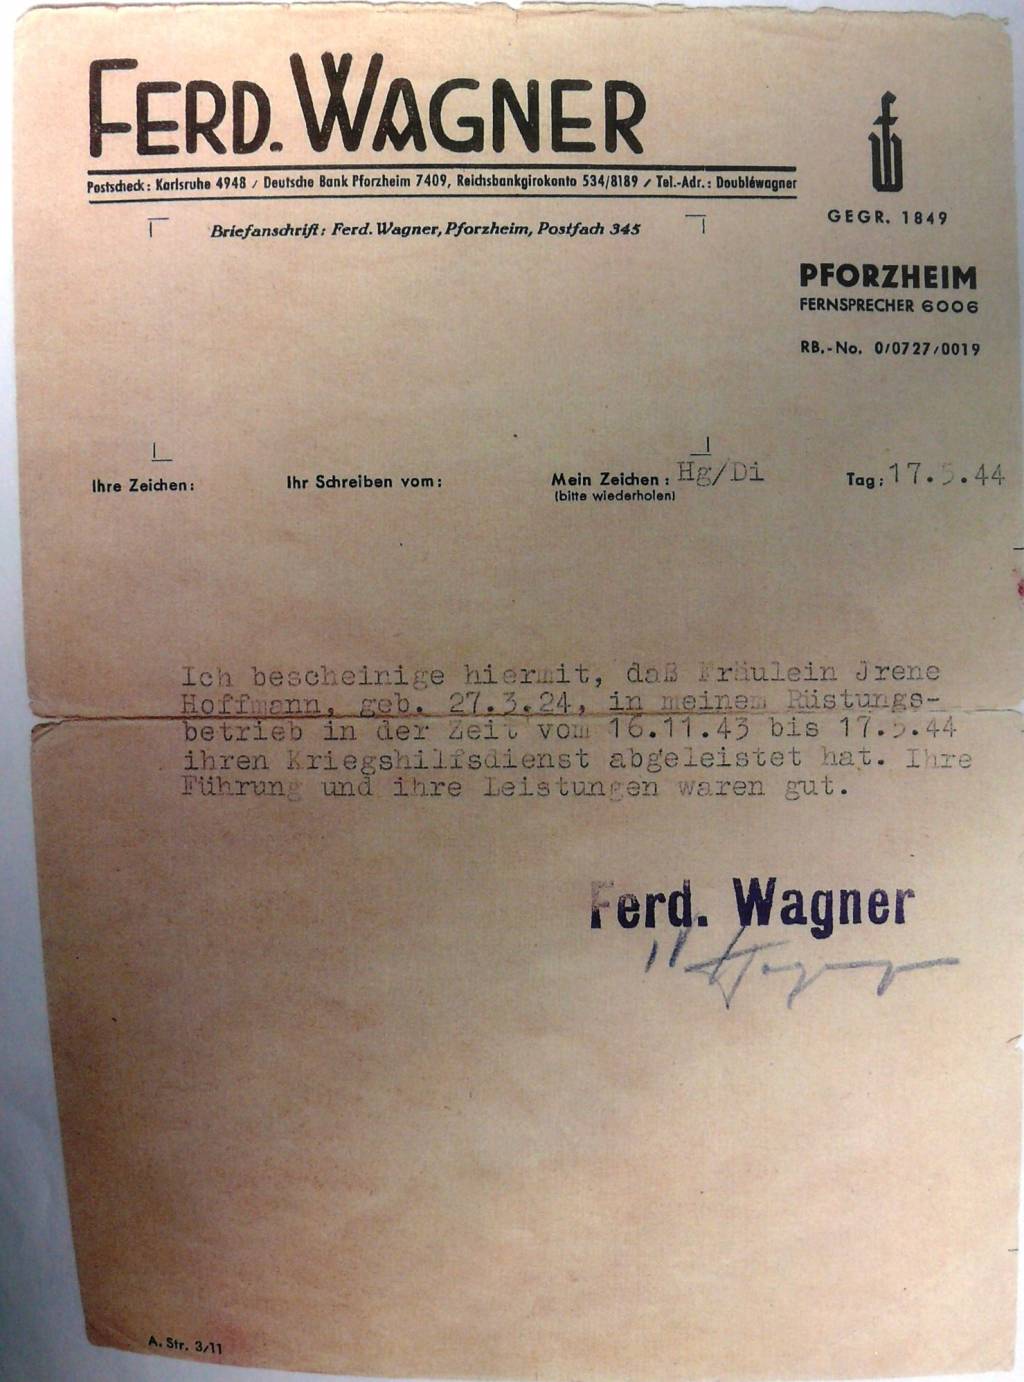 FERD. WAGNER
Postscheck: Karlsruhe 4948 / Deutsche Bank Pforzheim 7409, Reichsbankgirokonto 534/8189 / Tel.-Adr.: Doubléwagner
Briefanschrift: Ferd. Wagner, Pforzheim, Postfach 345
GEGR. 1849
PFORZHEIM
FERNSPRECHER 6006
RB.-No. 0/0727/0019
Ihre Zeichen: Ihr Schreiben vom: Mein Zeichen: Hg/Di Tag: 17.5.44
(bitte wiederholen)
Ich bescheinige hiermit, daß Fräulein Jrene
Hoffmann, geb. 27.3.24, in meinem Rüstungs-
betrieb in der Zeit vom 16.11.43 bis 17.5.44
ihren Kriegshilfsdienst abgeleistet hat. Ihre
Führung und ihre Leistungen waren gut.
Ferd. Wagner
A. Str. 3/11